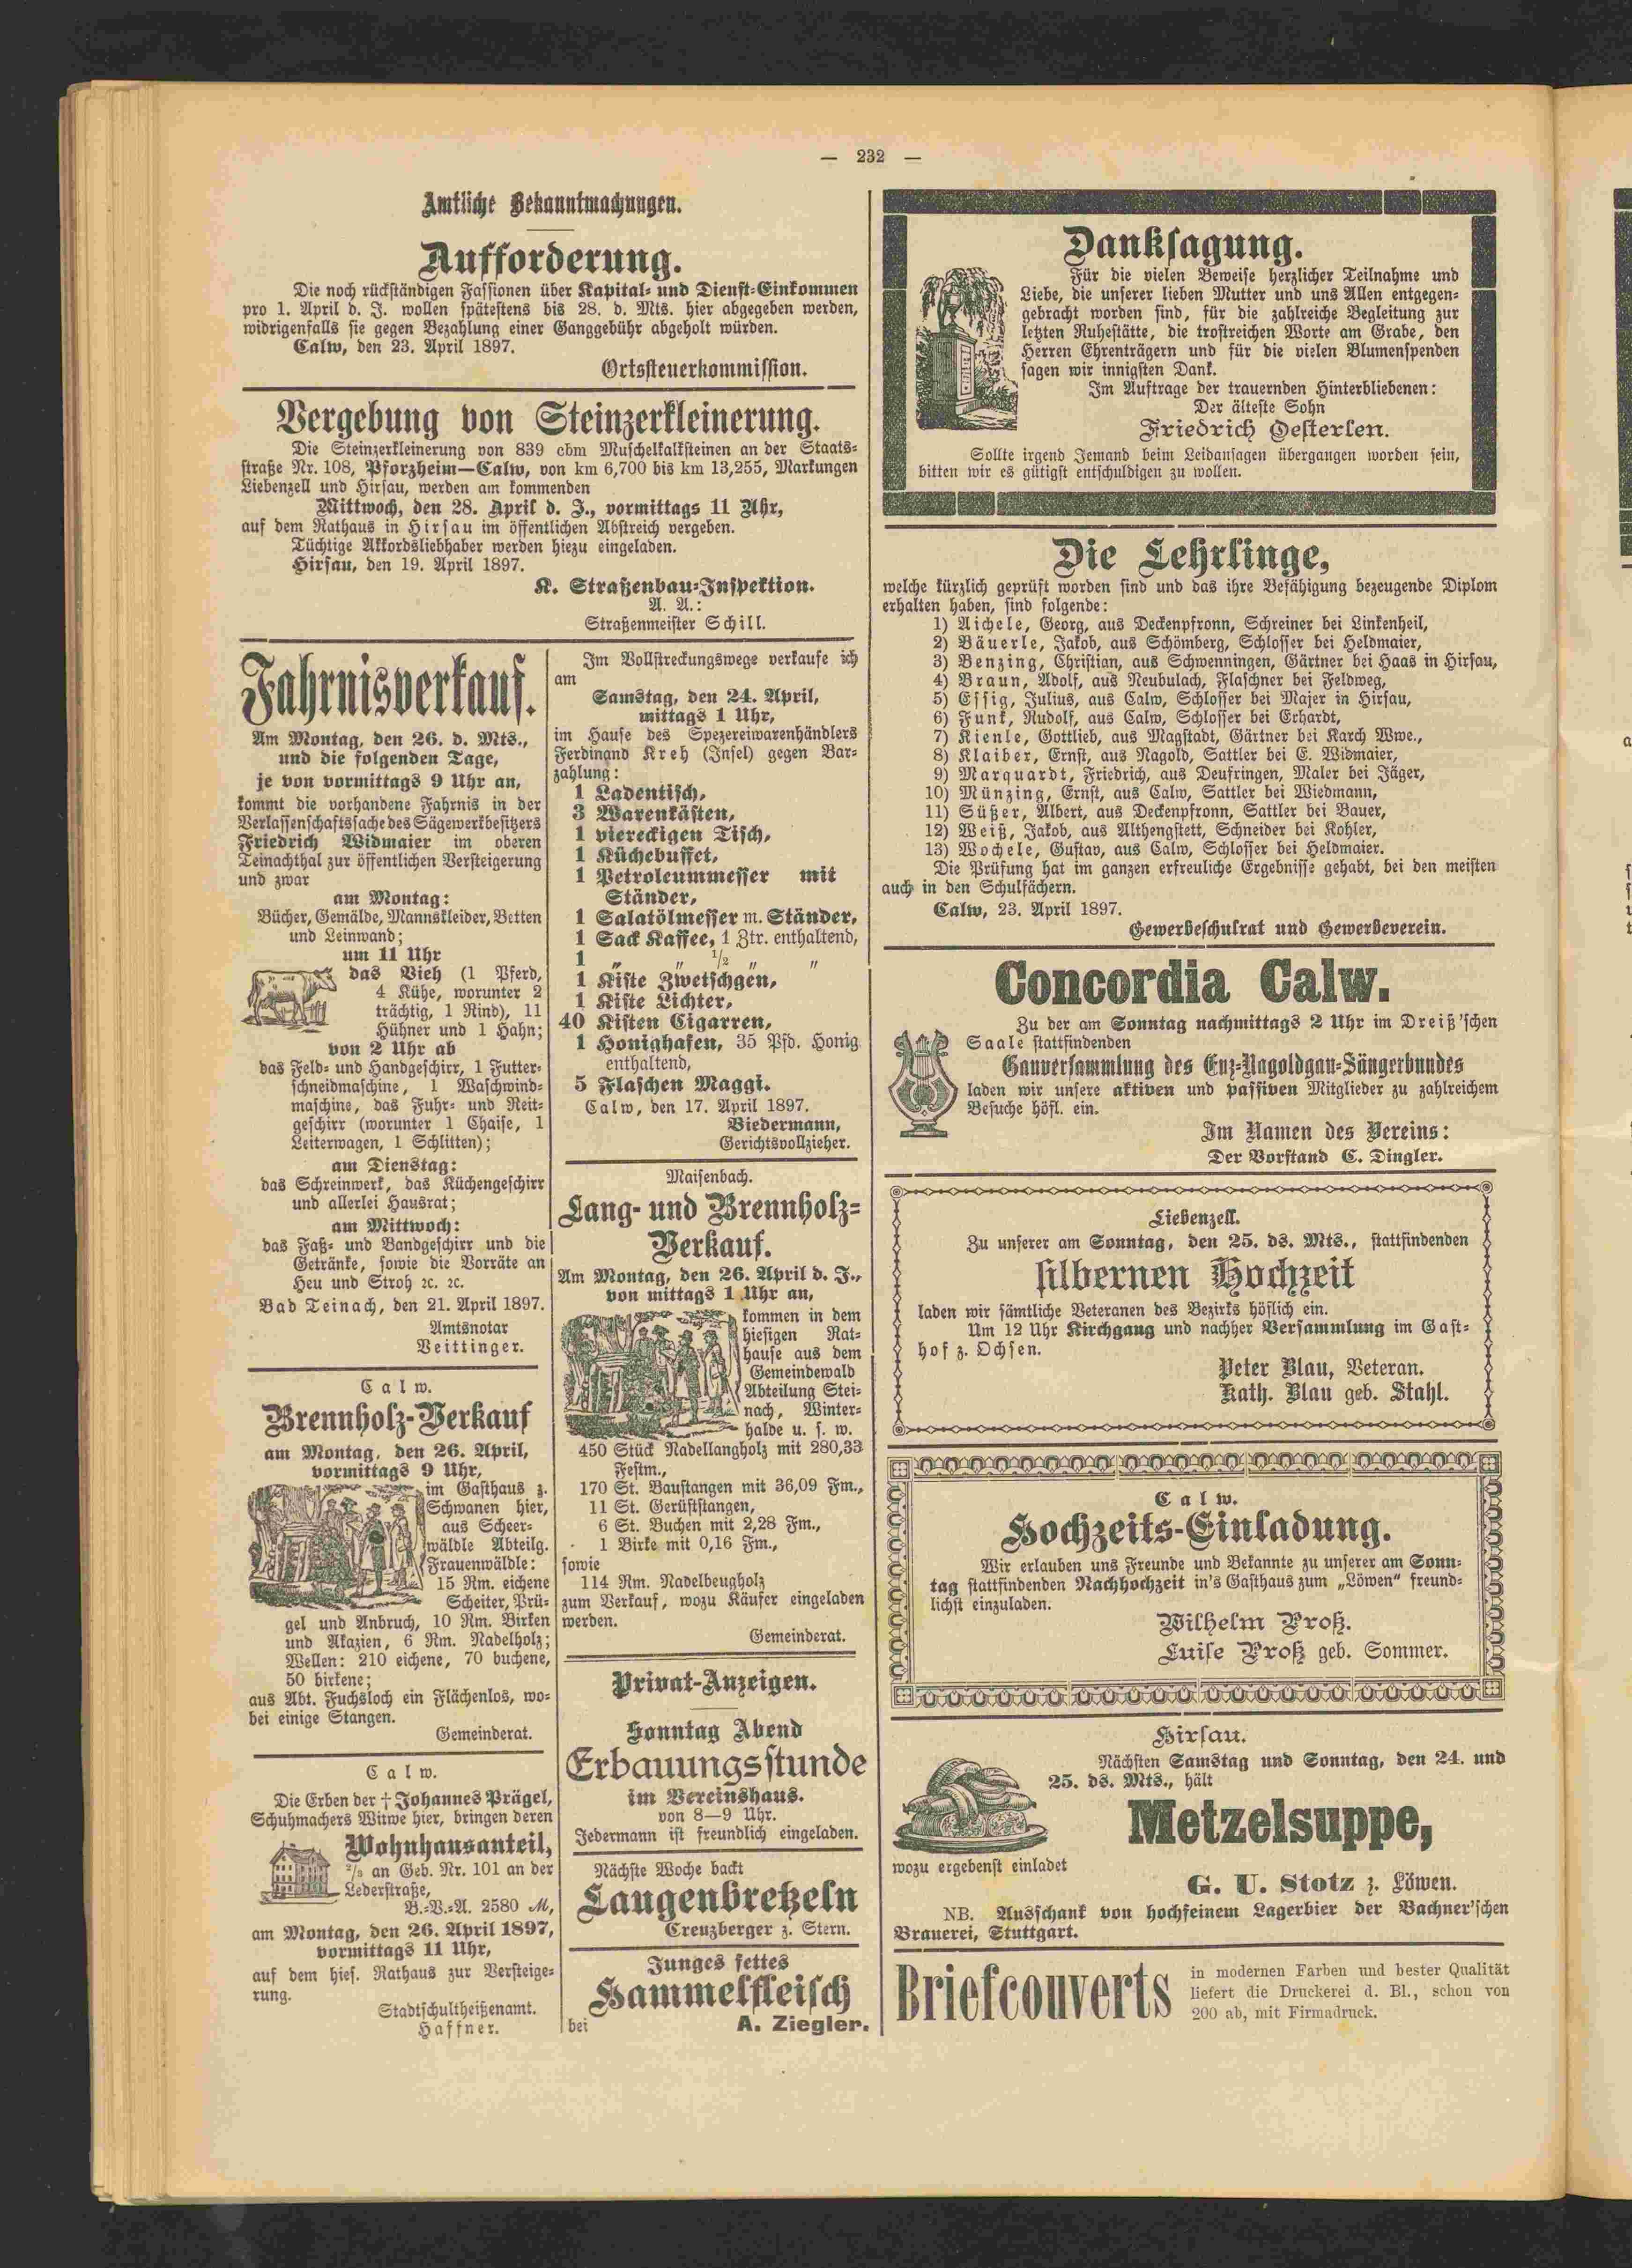 — 232 —
Amtliche Bekanntmachungen.
Aufforderung.
Die noch rückständigen Fassionen über Kapital- und Dienst-Einkommen
pro 1. April d. J. wollen spätestens bis 28. d. Mts. hier abgegeben werden,
widrigenfalls sie gegen Bezahlung einer Ganggebühr abgeholt würden.
Calw, den 23. April 1897.
Ortssteuerkommission.
Vergebung von Steinzerkleinerung.
Die Steinzerkleinerung von 839 cbm Muschelkalksteinen an der Staats-
straße Nr. 108, Pforzheim—Calw, von km 6,700 bis km 13,255, Markungen
Liebenzell und Hirsau, werden am kommenden
Mittwoch, den 28. April d. J., vormittags 11 Uhr,
auf dem Rathaus in Hirsau im öffentlichen Abstreich vergeben.
Tüchtige Akkordsliebhaber werden hiezu eingeladen.
Hirsau, den 19. April 1897.
K. Straßenbau-Inspektion.
A. A.:
Straßenmeister Schill.
Fahrnisverkauf.
Am Montag, den 26. d. Mts.,
und die folgenden Tage,
je von vormittags 9 Uhr an,
kommt die vorhandene Fahrnis in der
Verlassenschaftssache des Sägewerkbesitzers
Friedrich Widmaier im oberen
Teinachthal zur öffentlichen Versteigerung
und zwar
am Montag:
Bücher, Gemälde, Mannskleider, Betten
und Leinwand;
um 11 Uhr
das Vieh (1 Pferd,
4 Kühe, worunter 2
trächtig, 1 Rind), 11
Hühner und 1 Hahn;
von 2 Uhr ab
das Feld- und Handgeschirr, 1 Futter-
schneidmaschine, 1 Waschwind-
maschine, das Fuhr- und Reit-
geschirr (worunter 1 Chaise, 1
Leiterwagen, 1 Schlitten);
am Dienstag:
das Schreinwerk, das Küchengeschirr
und allerlei Hausrat;
am Mittwoch:
das Faß- und Bandgeschirr und die
Getränke, sowie die Vorräte an
Heu und Stroh ꝛc. ꝛc.
Bad Teinach, den 21. April 1897.
Amtsnotar
Veittinger.
Calw.
Brennholz-Verkauf
am Montag, den 26. April,
vormittags 9 Uhr,
im Gasthaus z.
Schwanen hier,
aus Scheer-
wäldle Abteilg.
Frauenwäldle:
15 Rm. eichene
Scheiter, Prü-
gel und Anbruch, 10 Rm. Birken
und Akazien, 6 Rm. Nadelholz;
Wellen: 210 eichene, 70 buchene,
50 birkene;
aus Abt. Fuchsloch ein Flächenlos, wo-
bei einige Stangen.
Gemeinderat.
Calw.
Die Erben der † Johannes Prägel,
Schuhmachers Witwe hier, bringen deren
Wohnhausanteil,
²/₃ an Geb. Nr. 101 an der
Lederstraße,
B.-V.-A. 2580 M,
am Montag, den 26. April 1897,
vormittags 11 Uhr,
auf dem hies. Rathaus zur Versteige-
rung.
Stadtschultheißenamt.
Haffner.
Im Vollstreckungswege verkaufe ich
am
Samstag, den 24. April,
mittags 1 Uhr,
im Hause des Spezereiwarenhändlers
Ferdinand Kreh (Insel) gegen Bar-
zahlung:
1 Ladentisch,
3 Warenkästen,
1 viereckigen Tisch,
1 Küchebuffet,
1 Petroleummesser mit
Ständer,
1 Salatölmesser m. Ständer,
1 Sack Kaffee, 1 Ztr. enthaltend,
1 „ „ ½ „ „
1 Kiste Zwetschgen,
1 Kiste Lichter,
40 Kisten Cigarren,
1 Honighafen, 35 Pfd. Honig
enthaltend,
5 Flaschen Maggi.
Calw, den 17. April 1897.
Biedermann,
Gerichtsvollzieher.
Maisenbach.
Lang- und Brennholz-
Verkauf.
Am Montag, den 26. April d. J.,
von mittags 1 Uhr an,
kommen in dem
hiesigen Rat-
hause aus dem
Gemeindewald
Abteilung Stei-
nach, Winter-
halde u. s. w.
450 Stück Nadellangholz mit 280,33
Festm.,
170 St. Baustangen mit 36,09 Fm.,
11 St. Gerüststangen,
6 St. Buchen mit 2,28 Fm.,
1 Birke mit 0,16 Fm.,
sowie
114 Rm. Nadelbeugholz
zum Verkauf, wozu Käufer eingeladen
werden.
Gemeinderat.
Privat-Anzeigen.
Sonntag Abend
Erbauungsstunde
im Vereinshaus.
von 8—9 Uhr.
Jedermann ist freundlich eingeladen.
Nächste Woche backt
Laugenbretzeln
Creuzberger z. Stern.
Junges fettes
Hammelfleisch
bei A. Ziegler.
Danksagung.
Für die vielen Beweise herzlicher Teilnahme und
Liebe, die unserer lieben Mutter und uns Allen entgegen-
gebracht worden sind, für die zahlreiche Begleitung zur
letzten Ruhestätte, die trostreichen Worte am Grabe, den
Herren Ehrenträgern und für die vielen Blumenspenden
sagen wir innigsten Dank.
Im Auftrage der trauernden Hinterbliebenen:
Der älteste Sohn
Friedrich Oesterlen.
Sollte irgend Jemand beim Leidansagen übergangen worden sein,
bitten wir es gütigst entschuldigen zu wollen.
Die Lehrlinge,
welche kürzlich geprüft worden sind und das ihre Befähigung bezeugende Diplom
erhalten haben, sind folgende:
1) Aichele, Georg, aus Deckenpfronn, Schreiner bei Linkenheil,
2) Bäuerle, Jakob, aus Schömberg, Schlosser bei Heldmaier,
3) Benzing, Christian, aus Schwenningen, Gärtner bei Haas in Hirsau,
4) Braun, Adolf, aus Neubulach, Flaschner bei Feldweg,
5) Essig, Julius, aus Calw, Schlosser bei Majer in Hirsau,
6) Funk, Rudolf, aus Calw, Schlosser bei Erhardt,
7) Kienle, Gottlieb, aus Magstadt, Gärtner bei Karch Wwe.,
8) Klaiber, Ernst, aus Nagold, Sattler bei E. Widmaier,
9) Marquardt, Friedrich, aus Deufringen, Maler bei Jäger,
10) Münzing, Ernst, aus Calw, Sattler bei Wiedmann,
11) Süßer, Albert, aus Deckenpfronn, Sattler bei Bauer,
12) Weiß, Jakob, aus Althengstett, Schneider bei Kohler,
13) Wochele, Gustav, aus Calw, Schlosser bei Heldmaier.
Die Prüfung hat im ganzen erfreuliche Ergebnisse gehabt, bei den meisten
auch in den Schulfächern.
Calw, 23. April 1897.
Gewerbeschulrat und Gewerbeverein.
Concordia Calw.
Zu der am Sonntag nachmittags 2 Uhr im Dreiß'schen
Saale stattfindenden
Gauversammlung des Enz-Nagoldgau-Sängerbundes
laden wir unsere aktiven und passiven Mitglieder zu zahlreichem
Besuche höfl. ein.
Im Namen des Vereins:
Der Vorstand C. Dingler.
Liebenzell.
Zu unserer am Sonntag, den 25. ds. Mts., stattfindenden
silbernen Hochzeit
laden wir sämtliche Veteranen des Bezirks höflich ein.
Um 12 Uhr Kirchgang und nachher Versammlung im Gast-
hof z. Ochsen.
Peter Blau, Veteran.
Kath. Blau geb. Stahl.
Calw.
Hochzeits-Einladung.
Wir erlauben uns Freunde und Bekannte zu unserer am Sonn-
tag stattfindenden Nachhochzeit in's Gasthaus zum „Löwen" freund-
lichst einzuladen.
Wilhelm Proß.
Luise Proß geb. Sommer.
Hirsau.
Nächsten Samstag und Sonntag, den 24. und
25. ds. Mts., hält
Metzelsuppe,
wozu ergebenst einladet
G. U. Stotz z. Löwen.
NB. Ausschank von hochfeinem Lagerbier der Bachner'schen
Brauerei, Stuttgart.
Briefcouverts
in modernen Farben und bester Qualität
liefert die Druckerei d. Bl., schon von
200 ab, mit Firmadruck.